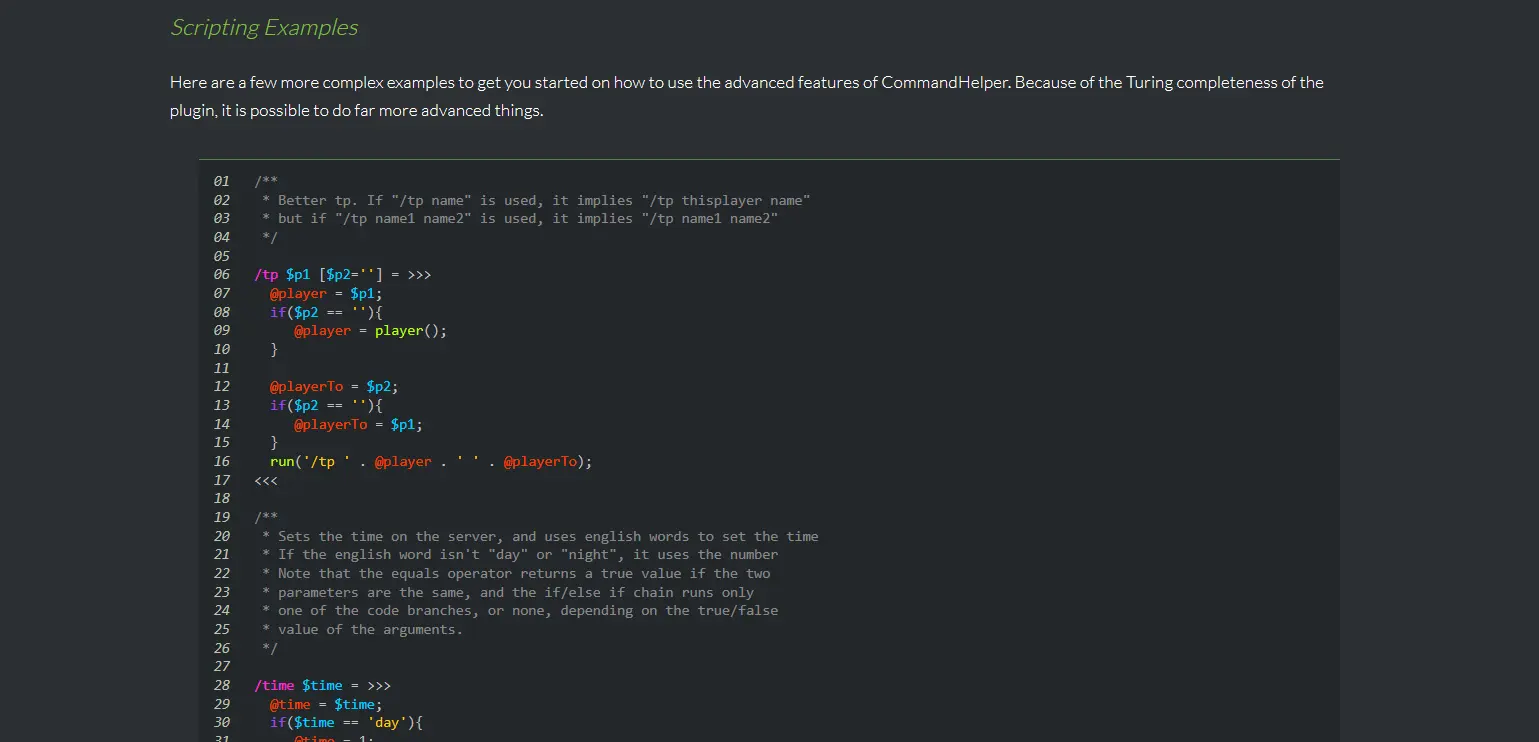 Scripting Examples
Here are a few more complex examples to get you started on how to use the advanced features of CommandHelper. Because of the Turing completeness of the
plugin, it is possible to do far more advanced things.
01 /**
02  * Better tp. If "/tp name" is used, it implies "/tp thisplayer name"
03  * but if "/tp name1 name2" is used, it implies "/tp name1 name2"
04  */
05
06 /tp $p1 [$p2=''] = >>>
07   @player = $p1;
08   if($p2 == ''){
09      @player = player();
10   }
11
12   @playerTo = $p2;
13   if($p2 == ''){
14      @playerTo = $p1;
15   }
16   run('/tp ' . @player . ' ' . @playerTo);
17 <<<
18
19 /**
20  * Sets the time on the server, and uses english words to set the time
21  * If the english word isn't "day" or "night", it uses the number
22  * Note that the equals operator returns a true value if the two
23  * parameters are the same, and the if/else if chain runs only
24  * one of the code branches, or none, depending on the true/false
25  * value of the arguments.
26  */
27
28 /time $time = >>>
29   @time = $time;
30   if($time == 'day'){
31      @time = 1;